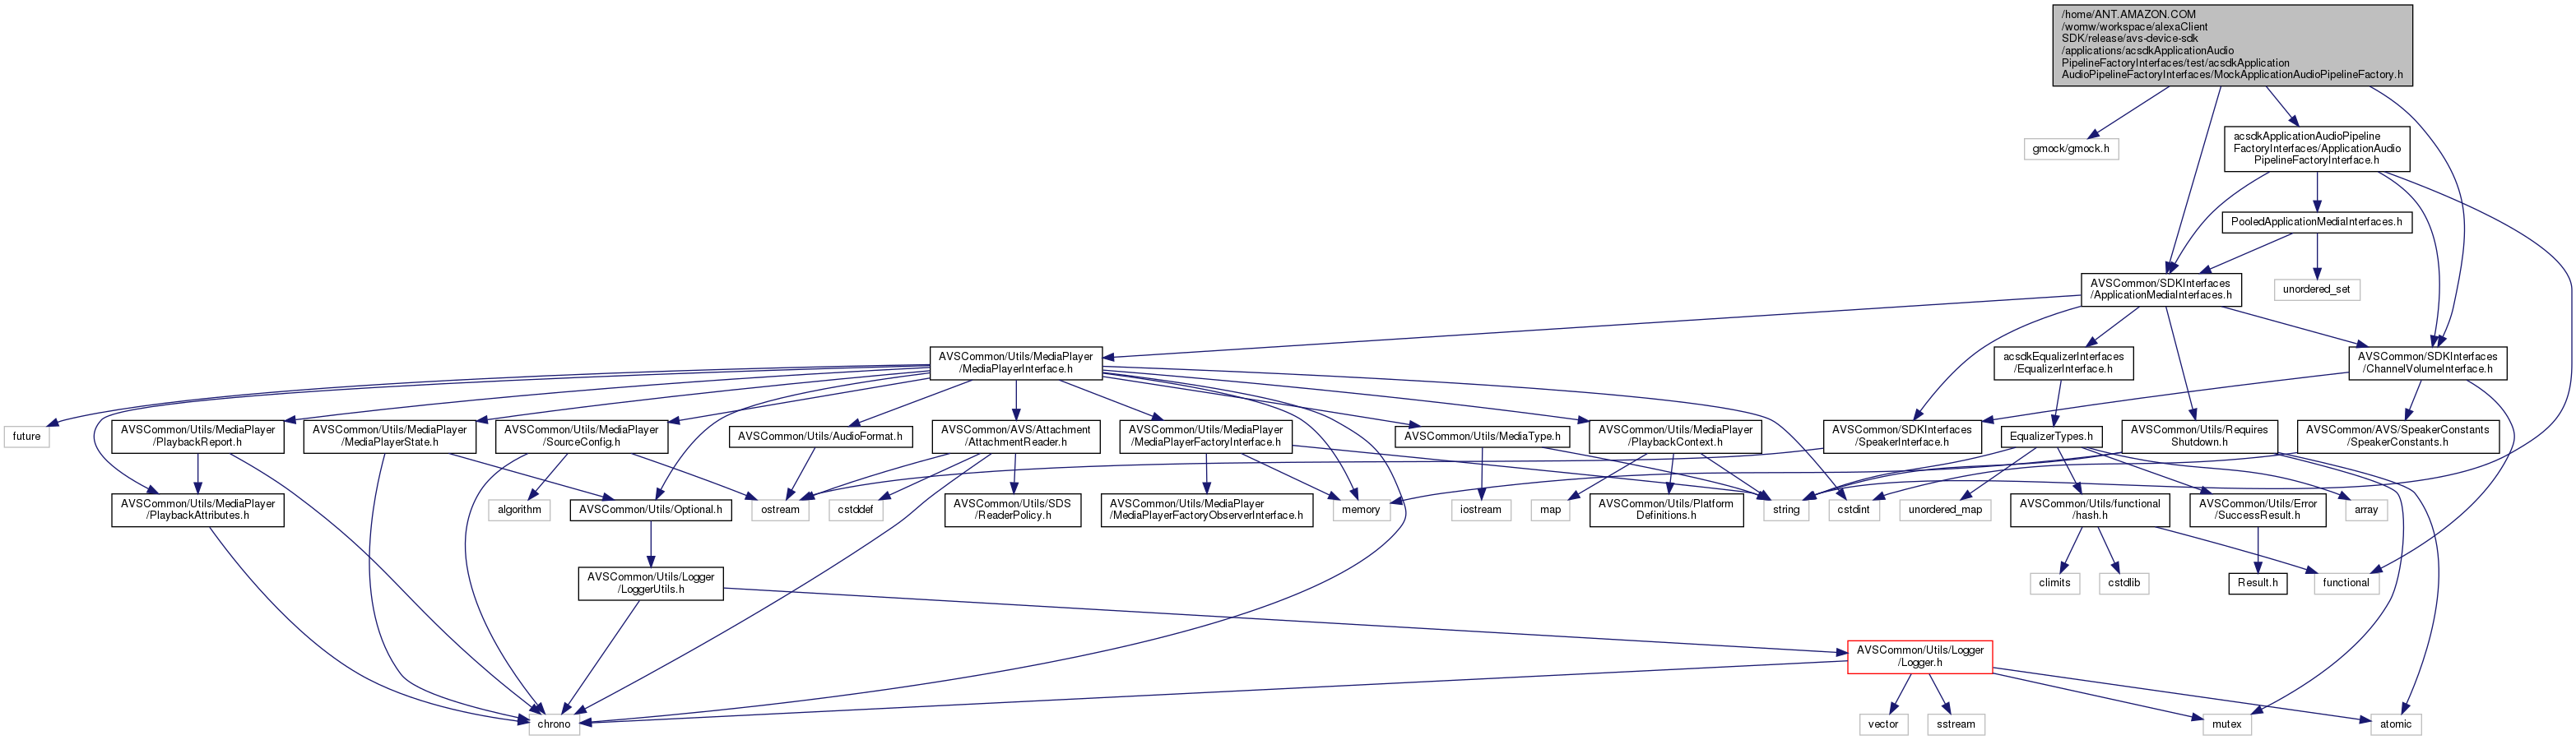 /home/ANT.AMAZON.COM
/womw/workspace/alexaClient
SDK/release/avs-device-sdk
/applications/acsdkApplicationAudio
PipelineFactoryInterfaces/test/acsdkApplication
AudioPipelineFactoryInterfaces/MockApplicationAudioPipelineFactory.h
gmock/gmock.h
acsdkApplicationAudioPipeline
FactoryInterfaces/ApplicationAudio
PipelineFactoryInterface.h
PooledApplicationMediaInterfaces.h
AVSCommon/SDKInterfaces
/ApplicationMediaInterfaces.h
unordered_set
AVSCommon/Utils/MediaPlayer
/MediaPlayerInterface.h
acsdkEqualizerInterfaces
/EqualizerInterface.h
AVSCommon/SDKInterfaces
/ChannelVolumeInterface.h
future
AVSCommon/Utils/MediaPlayer
/PlaybackReport.h
AVSCommon/Utils/MediaPlayer
/MediaPlayerState.h
AVSCommon/Utils/MediaPlayer
/SourceConfig.h
AVSCommon/Utils/AudioFormat.h
AVSCommon/AVS/Attachment
/AttachmentReader.h
AVSCommon/Utils/MediaPlayer
/MediaPlayerFactoryInterface.h
AVSCommon/Utils/MediaType.h
AVSCommon/Utils/MediaPlayer
/PlaybackContext.h
AVSCommon/SDKInterfaces
/SpeakerInterface.h
EqualizerTypes.h
AVSCommon/Utils/Requires
Shutdown.h
AVSCommon/AVS/SpeakerConstants
/SpeakerConstants.h
AVSCommon/Utils/MediaPlayer
/PlaybackAttributes.h
algorithm
AVSCommon/Utils/Optional.h
ostream
cstddef
AVSCommon/Utils/SDS
/ReaderPolicy.h
AVSCommon/Utils/MediaPlayer
/MediaPlayerFactoryObserverInterface.h
memory
iostream
map
AVSCommon/Utils/Platform
Definitions.h
string
cstdint
unordered_map
AVSCommon/Utils/functional
/hash.h
AVSCommon/Utils/Error
/SuccessResult.h
array
AVSCommon/Utils/Logger
/LoggerUtils.h
climits
cstdlib
Result.h
functional
AVSCommon/Utils/Logger
/Logger.h
chrono
vector
sstream
mutex
atomic